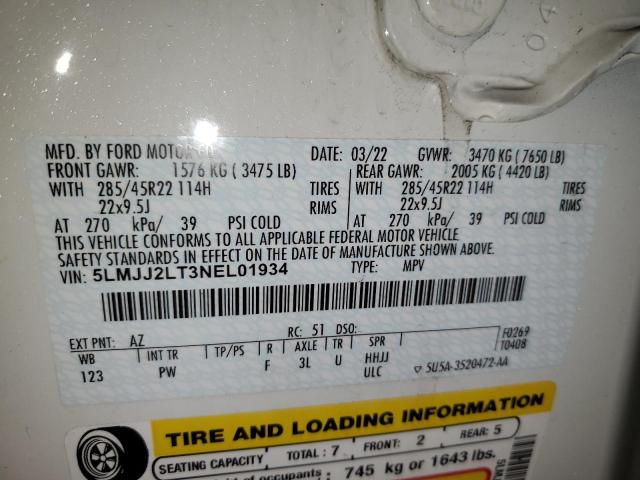 04
MFD. BY FORD MOTOR CO. DATE: 03/22 GVWR: 3470 KG ( 7650 LB)
FRONT GAWR: 1576 KG ( 3475 LB) REAR GAWR: 2005 KG ( 4420 LB)
WITH 285/45R22 114H TIRES WITH 285/45R22 114H TIRES
22x9.5J RIMS 22x9.5J RIMS
AT 270 kPa/ 39 PSI COLD AT 270 kPa/ 39 PSI COLD
THIS VEHICLE CONFORMS TO ALL APPLICABLE FEDERAL MOTOR VEHICLE
SAFETY STANDARDS IN EFFECT ON THE DATE OF MANUFACTURE SHOWN ABOVE.
VIN: 5LMJJ2LT3NEL01934 TYPE: MPV
EXT PNT: AZ RC: 51 DSO: F0269
WB INT TR TP/PS R AXLE TR SPR T0408
123 PW F 3L U HHJJ
ULC ▽ 5U5A-3520472-AA
TIRE AND LOADING INFORMATION
SEATING CAPACITY TOTAL: 7 FRONT: 2 REAR: 5
of occupants : 745 kg or 1643 lbs.
5LM